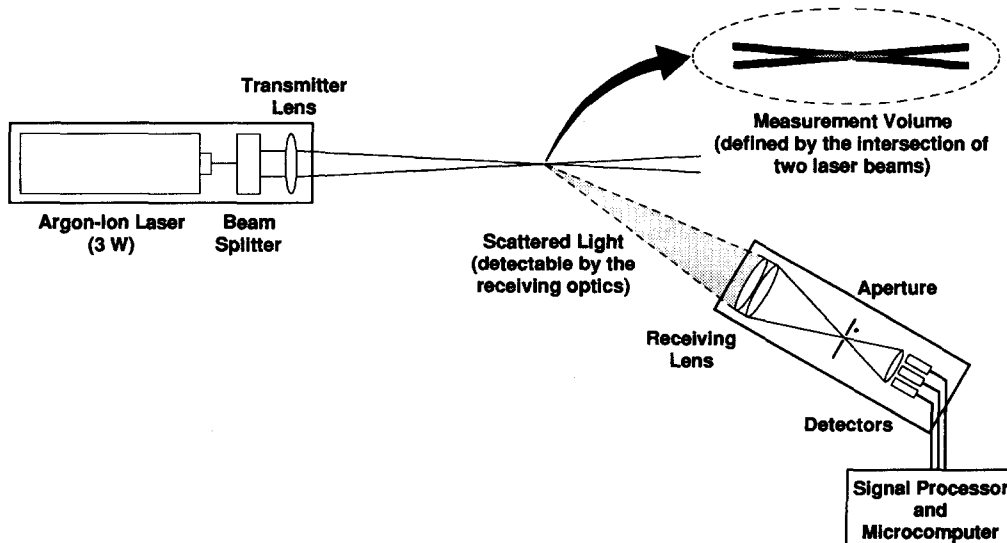 Transmitter
Lens
Argon-Ion Laser
(3 W)
Beam
Splitter
Measurement Volume
(defined by the intersection of
two laser beams)
Scattered Light
(detectable by the
receiving optics)
Aperture
Receiving
Lens
Detectors
Signal Processor
and
Microcomputer